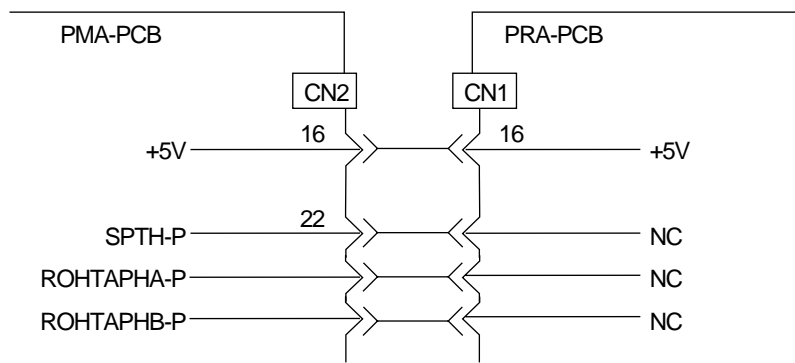 PMA-PCB PRA-PCB
CN2 CN1
+5V 16 16 +5V
SPTH-P 22 NC
ROHTAPHA-P NC
ROHTAPHB-P NC